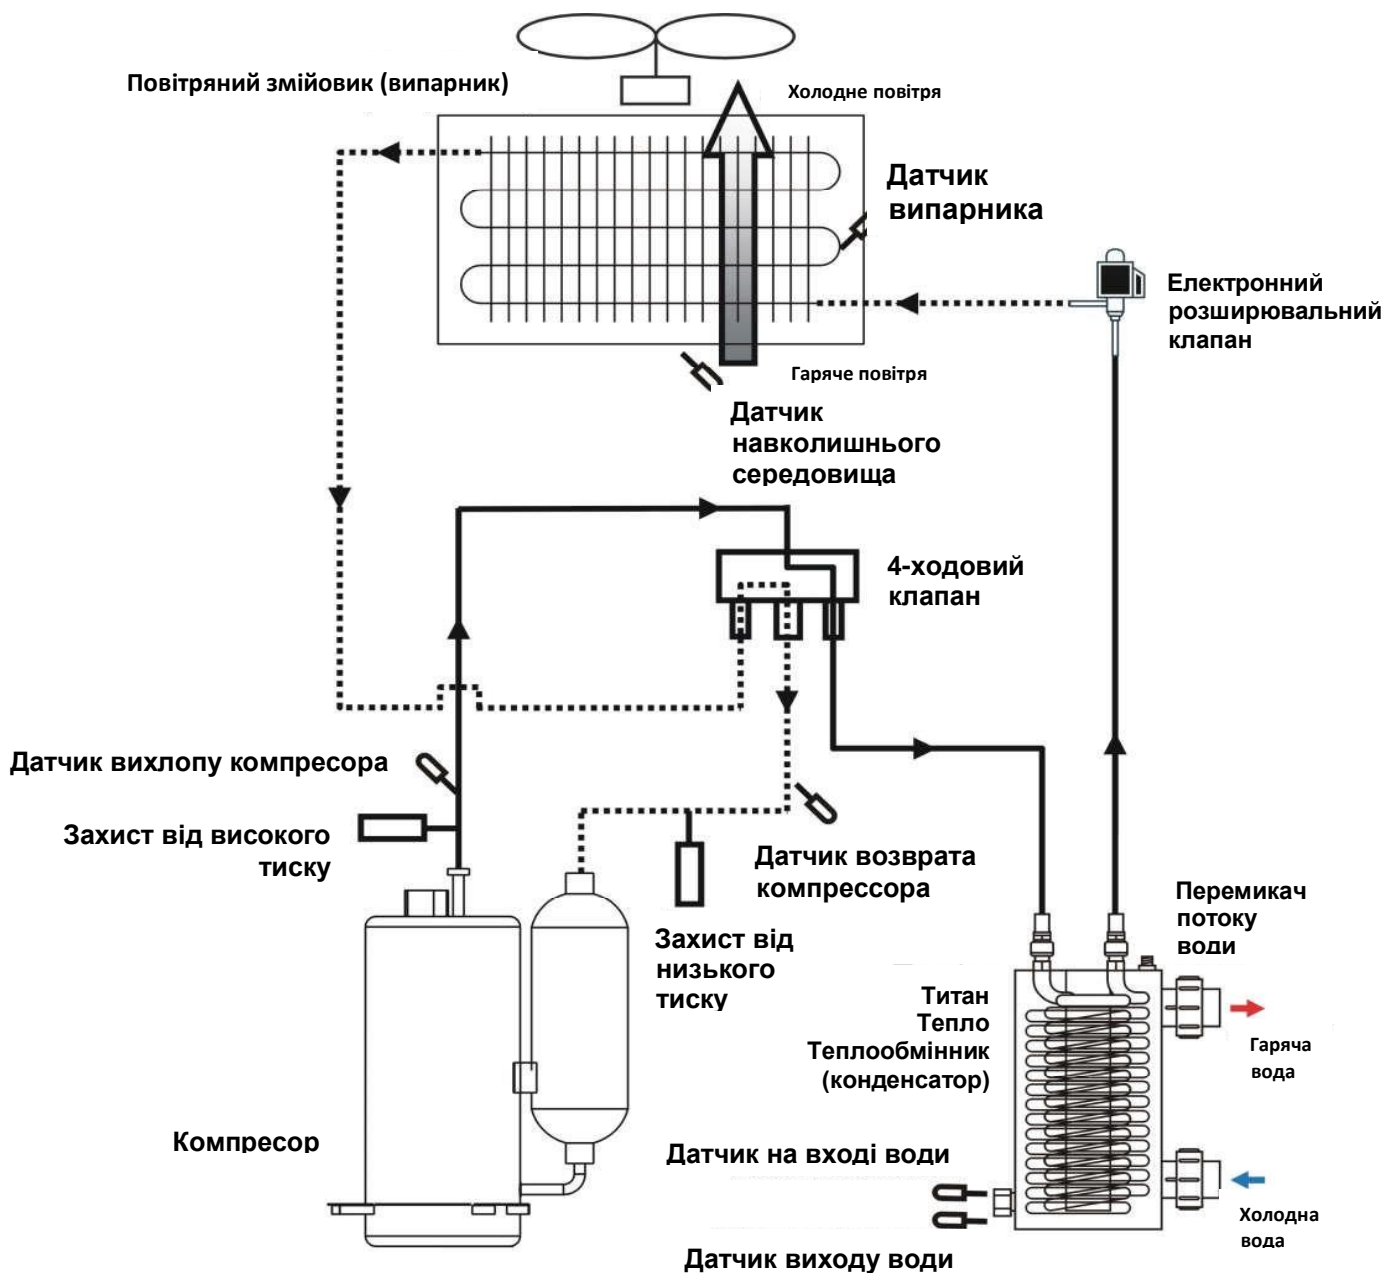 Повітряний змійовик (випарник)
Холодне повітря
Датчик
випарника
Електронний
розширювальний
клапан
Гаряче повітря
Датчик
навколишнього
середовища
4-ходовий
клапан
Датчик вихлопу компресора
Захист від високого
тиску
Датчик возврата
компрессора
Перемикач
потоку
води
Захист від
низького
тиску
Титан
Тепло
Теплообмінник
(конденсатор)
Гаряча
вода
Компресор
Датчик на вході води
Холодна
вода
Датчик виходу води